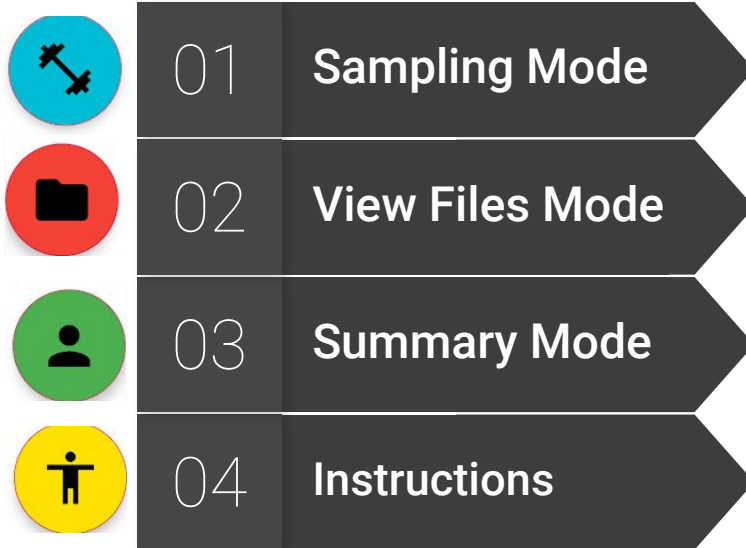 01 Sampling Mode
02 View Files Mode
03 Summary Mode
04 Instructions